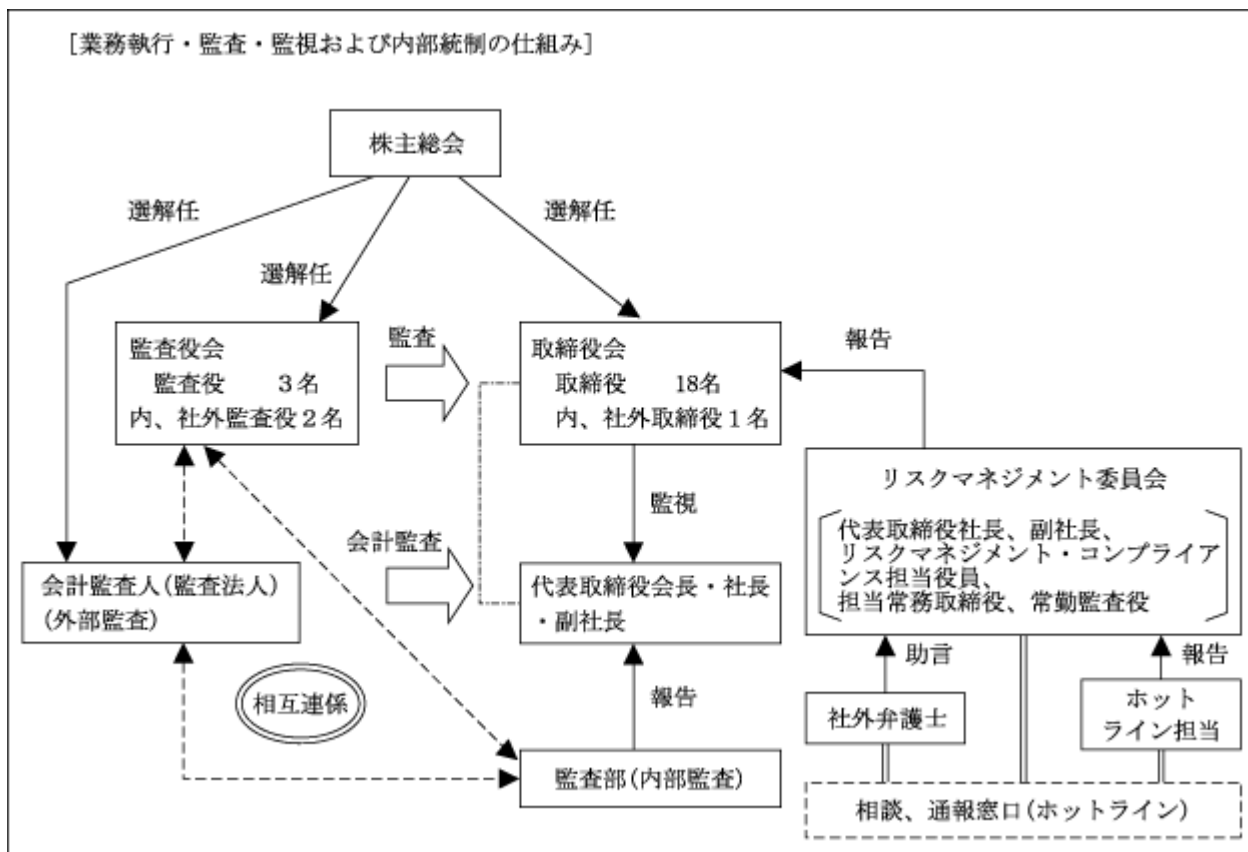 ［業務執行・監査・監視および内部統制の仕組み］
株主総会
選解任
選解任
選解任
監査役会
監査役　　３名
内、社外監査役２名
監査
取締役会
取締役　　18名
内、社外取締役１名
報告
リスクマネジメント委員会
代表取締役社長、副社長、
リスクマネジメント・コンプライア
ンス担当役員、
担当常務取締役、常勤監査役
監視
会計監査
会計監査人(監査法人)
(外部監査)
代表取締役会長・社長
・副社長
助言
報告
相互連係
報告
社外弁護士
ホット
ライン担当
監査部(内部監査)
相談、通報窓口(ホットライン)